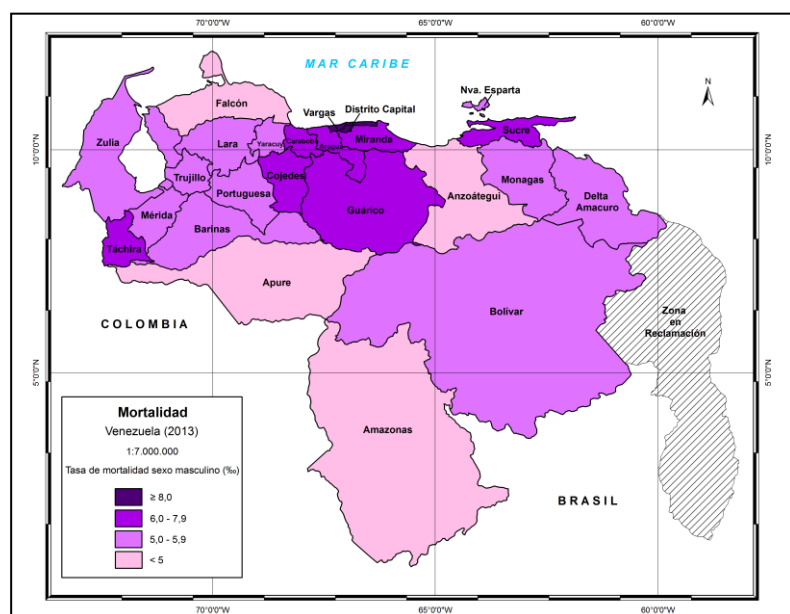 70°0'0"O
65°0'0"O
60°0'0"O
MAR CARIBE
N
Nva. Esparta
Falcón
Vargas
Distrito Capital
Sucre
Zulia
10°0'0"N
Lara
Yaracuy
Carabobo
Aragua
Miranda
10°0'0"N
Trujillo
Cojedes
Portuguesa
Monagas
Anzoátegui
Delta
Amacuro
Mérida
Guárico
Barinas
Táchira
Apure
Bolívar
Zona
en
Reclamación
COLOMBIA
5°0'0"N
5°0'0"N
Mortalidad
Venezuela (2013)
1:7.000.000
Tasa de mortalidad sexo masculino (‰)
≥ 8,0
6,0 - 7,9
5,0 - 5,9
< 5
Amazonas
BRASIL
70°0'0"O
65°0'0"O
60°0'0"O